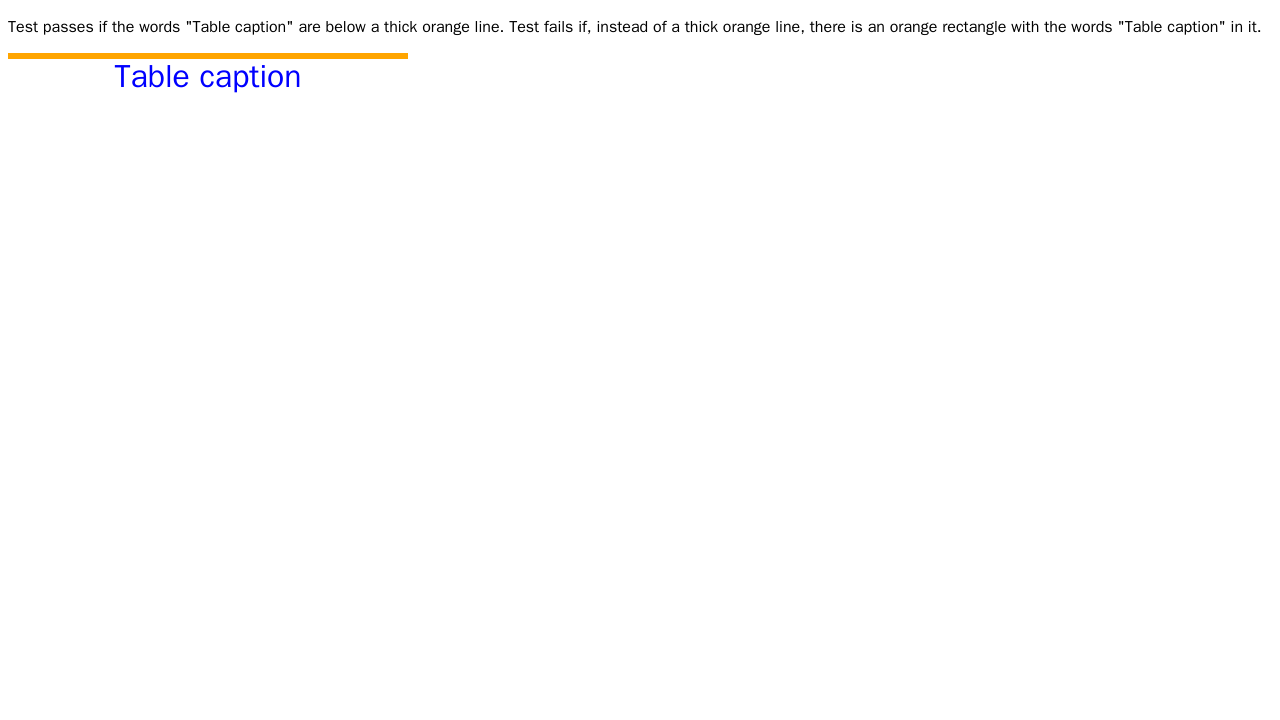 Test passes if the words "Table caption" are below a thick orange line. Test fails if, instead of a thick orange line, there is an orange rectangle with the words "Table caption" in it.
Table caption